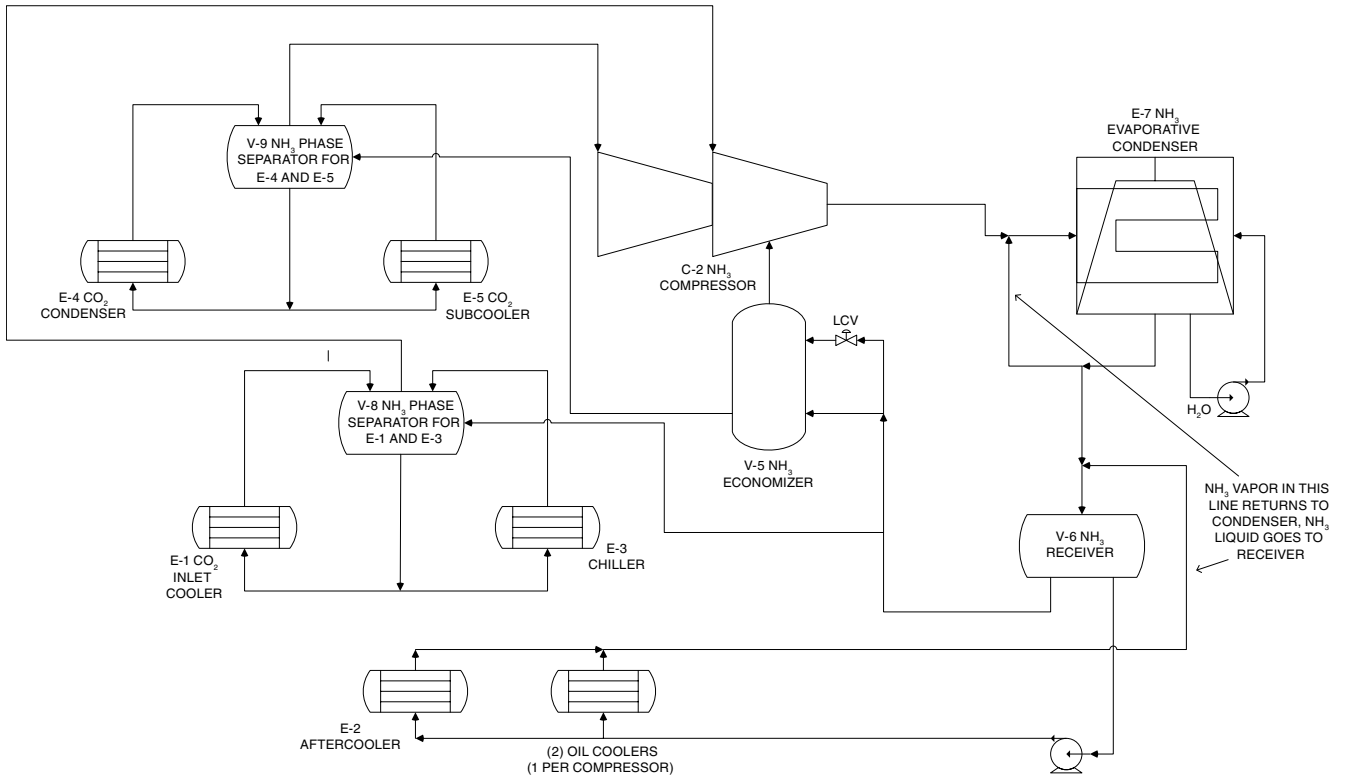 E-7 NH₃
EVAPORATIVE
CONDENSER
V-9 NH₃ PHASE
SEPARATOR FOR
E-4 AND E-5
E-4 CO₂
CONDENSER
E-5 CO₂
SUBCOOLER
C-2 NH₃
COMPRESSOR
LCV
V-8 NH₃ PHASE
SEPARATOR FOR
E-1 AND E-3
H₂O
V-5 NH₃
ECONOMIZER
NH₃ VAPOR IN THIS
LINE RETURNS TO
CONDENSER, NH₃
LIQUID GOES TO
RECEIVER
V-6 NH₃
RECEIVER
E-1 CO₂
INLET
COOLER
E-3
CHILLER
E-2
AFTERCOOLER
(2) OIL COOLERS
(1 PER COMPRESSOR)